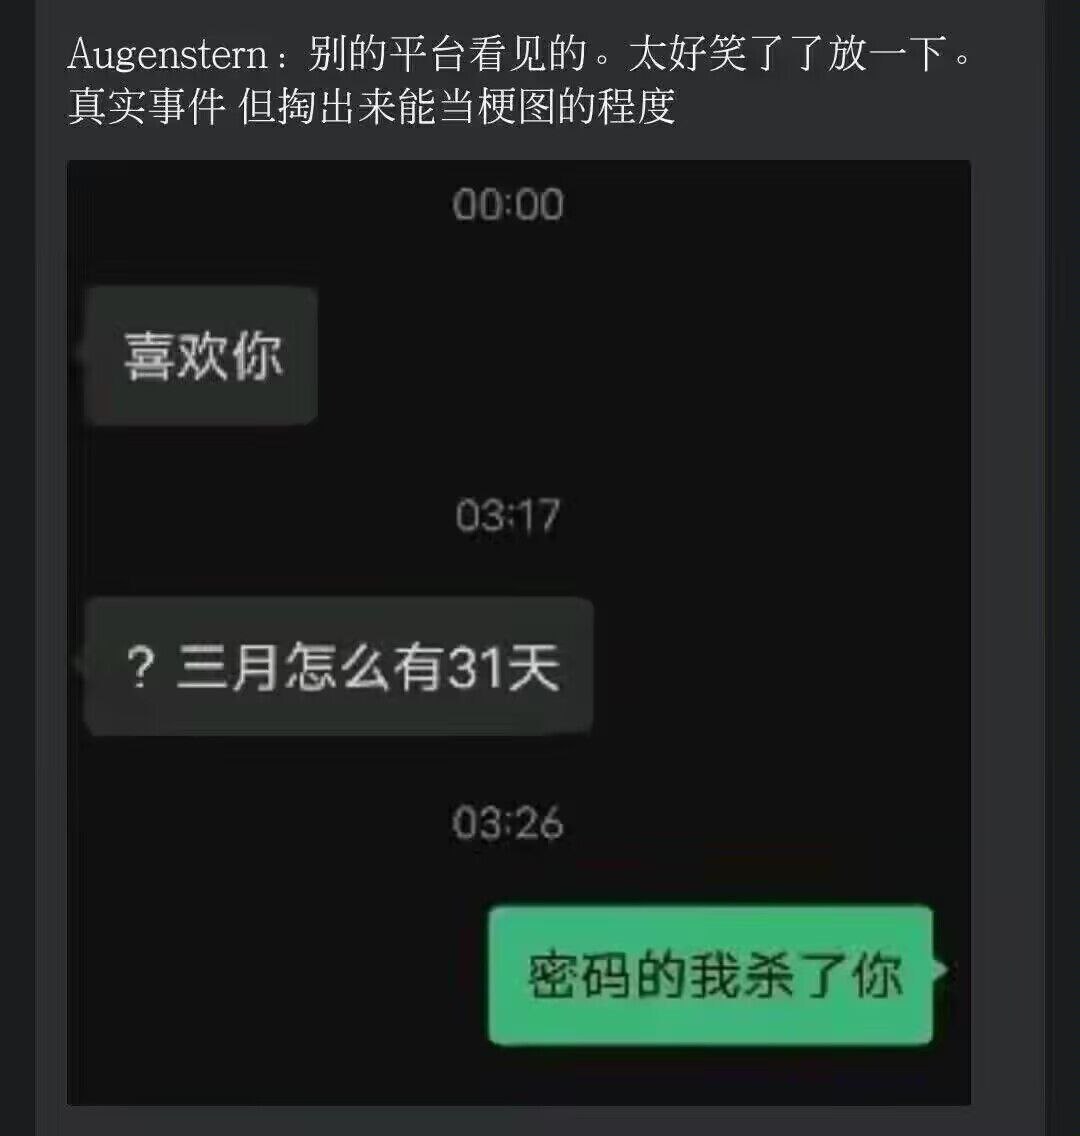 Augenstern：别的平台看见的。太好笑了了放一下。
真实事件 但掏出来能当梗图的程度
00:00
喜欢你
03:17
？三月怎么有31天
03:26
密码的我杀了你